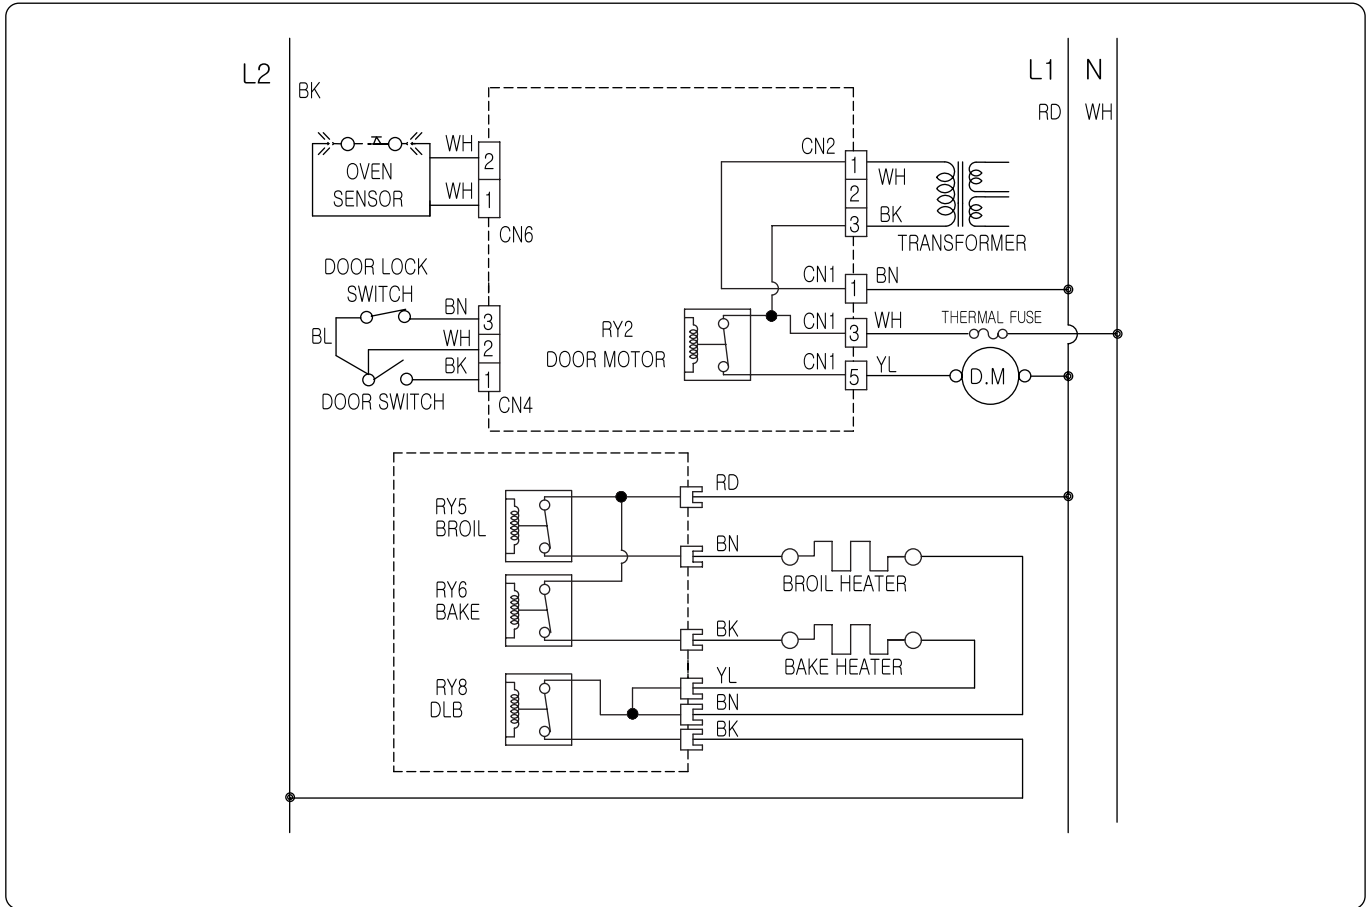 L2
BK
L1
N
RD
WH
OVEN
SENSOR
WH
2
WH
1
CN6
CN2
1
WH
2
3
BK
TRANSFORMER
CN1
1
BN
DOOR LOCK
SWITCH
BN
3
BL
WH
2
BK
1
DOOR SWITCH
CN4
RY2
DOOR MOTOR
CN1
3
WH
THERMAL FUSE
CN1
5
YL
D.M
RY5
BROIL
RD
BN
BROIL HEATER
RY6
BAKE
BK
BAKE HEATER
RY8
DLB
YL
BN
BK